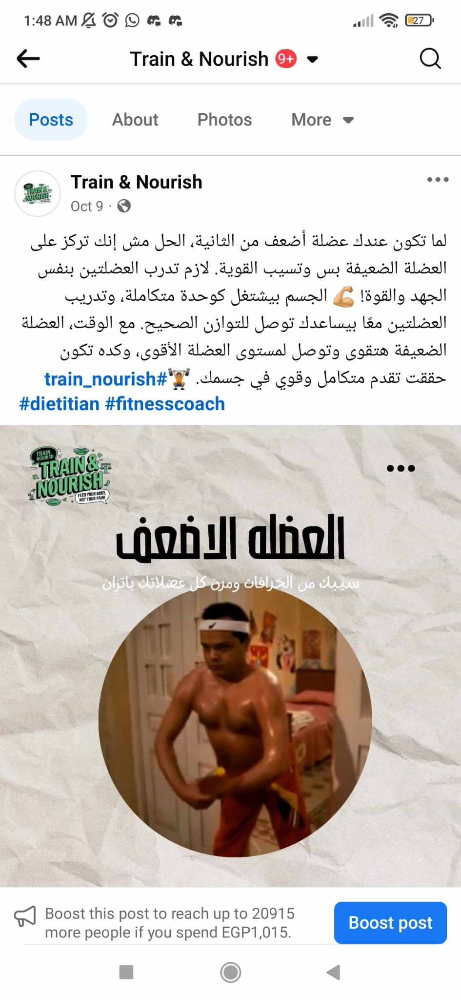 1:48 AM
27
Train & Nourish 9+
Posts About Photos More
Train & Nourish
Oct 9 ·
لما تكون عندك عضلة أضعف من الثانية، الحل مش إنك تركز على
العضلة الضعيفة بس وتسيب القوية. لازم تدرب العضلتين بنفس
الجهد والقوة! 💪🏼 الجسم بيشتغل كوحدة متكاملة، وتدريب
العضلتين معًا بيساعدك توصل للتوازن الصحيح. مع الوقت، العضلة
الضعيفة هتقوى وتوصل لمستوى العضلة الأقوى، وكده تكون
حققت تقدم متكامل وقوي في جسمك. 🏋🏽#train_nourish
#dietitian #fitnesscoach
TRAIN
NOURISH
TRAIN &
NOURISH
FEED YOUR BODY,
NOT YOUR PAIN!
العضله الاضعف
سيبك من الخرافات ومرن كل عضلاتك باتزان
Boost this post to reach up to 20915
more people if you spend EGP1,015.
Boost post